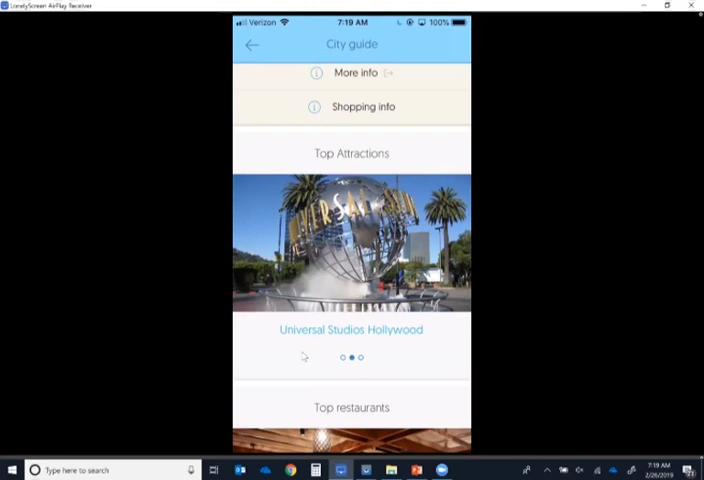 LonelyScreen AirPlay Receiver
Verizon 7:19 AM 100%
City guide
More info
Shopping info
Top Attractions
UNIVERSAL STUDIOS
Universal Studios Hollywood
Top restaurants
Type here to search
7:19 AM
2/26/2019